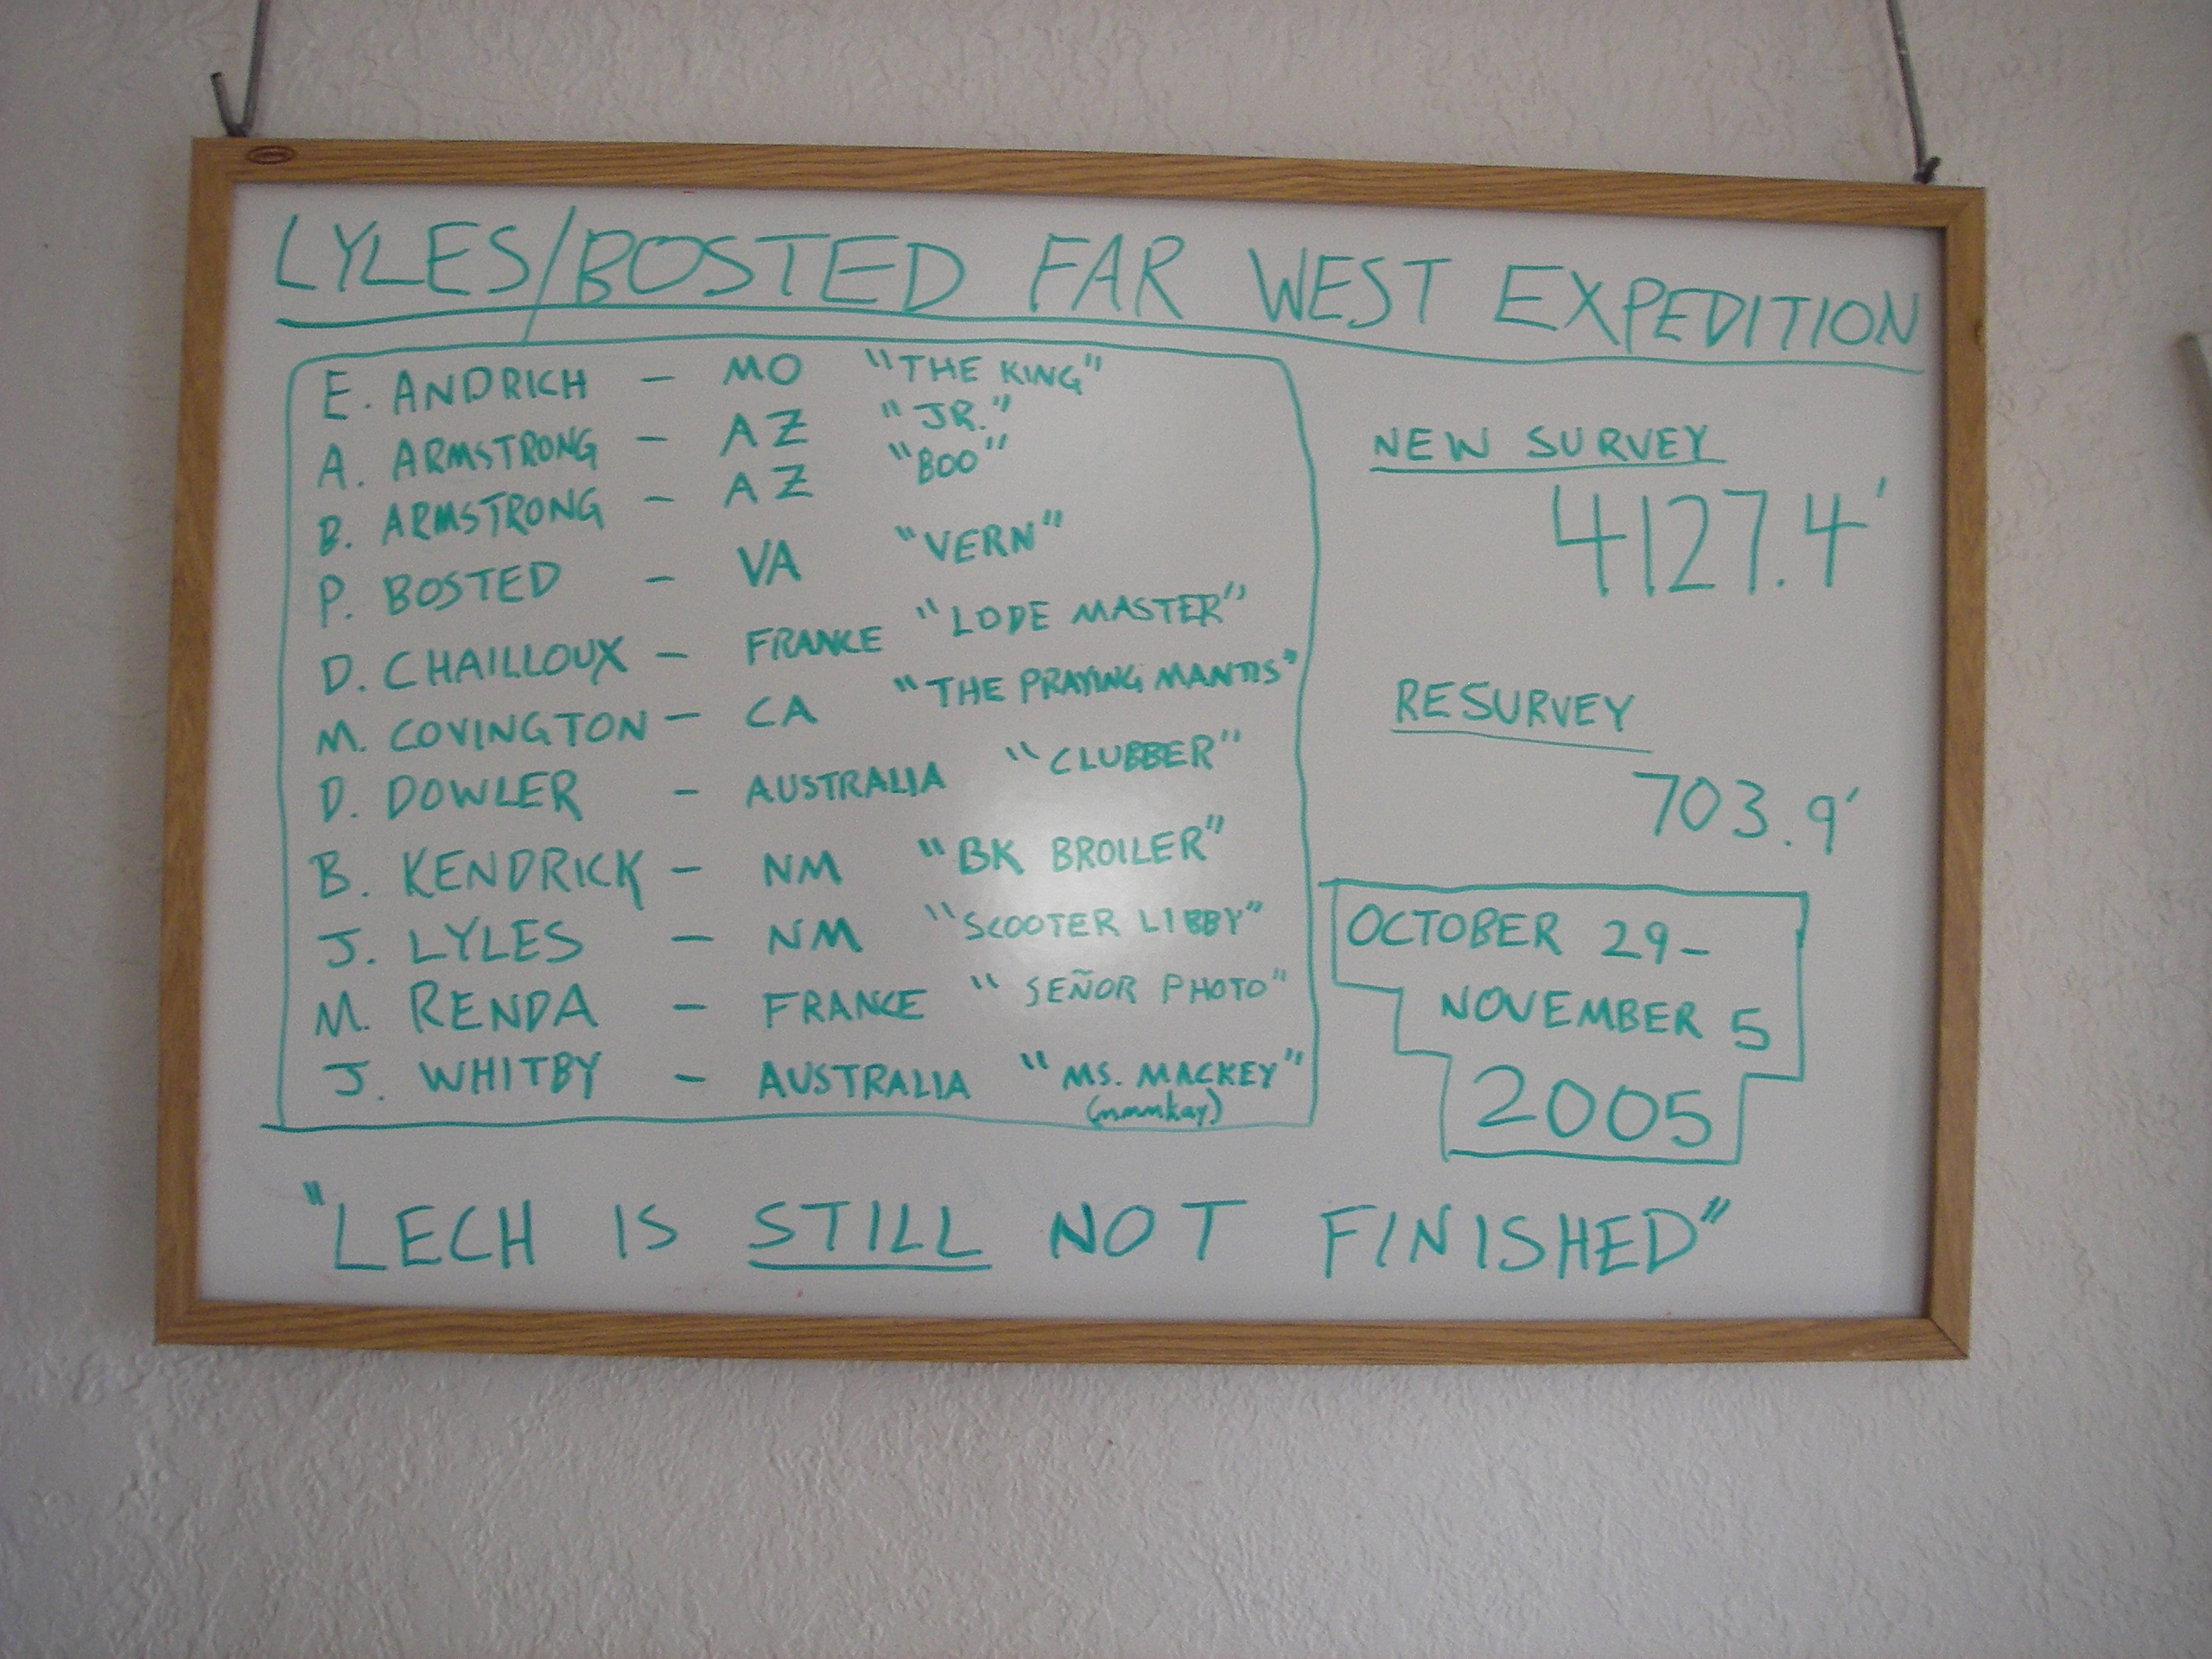 LYLES/BOSTED FAR WEST EXPEDITION
E. ANDRICH - MO "THE KING"
A. ARMSTRONG - AZ "JR."
B. ARMSTRONG - AZ "BOO"
P. BOSTED - VA "VERN"
D. CHAILLOUX - FRANCE "LODE MASTER"
M. COVINGTON - CA "THE PRAYING MANTIS"
D. DOWLER - AUSTRALIA "CLUBBER"
B. KENDRICK - NM "BK BROILER"
J. LYLES - NM "SCOOTER LIBBY"
M. RENDA - FRANCE "SEÑOR PHOTO"
J. WHITBY - AUSTRALIA "MS. MACKEY"
(mmmkay)
NEW SURVEY
4127.4'
RESURVEY
703.9'
OCTOBER 29-
NOVEMBER 5
2005
"LECH IS STILL NOT FINISHED"